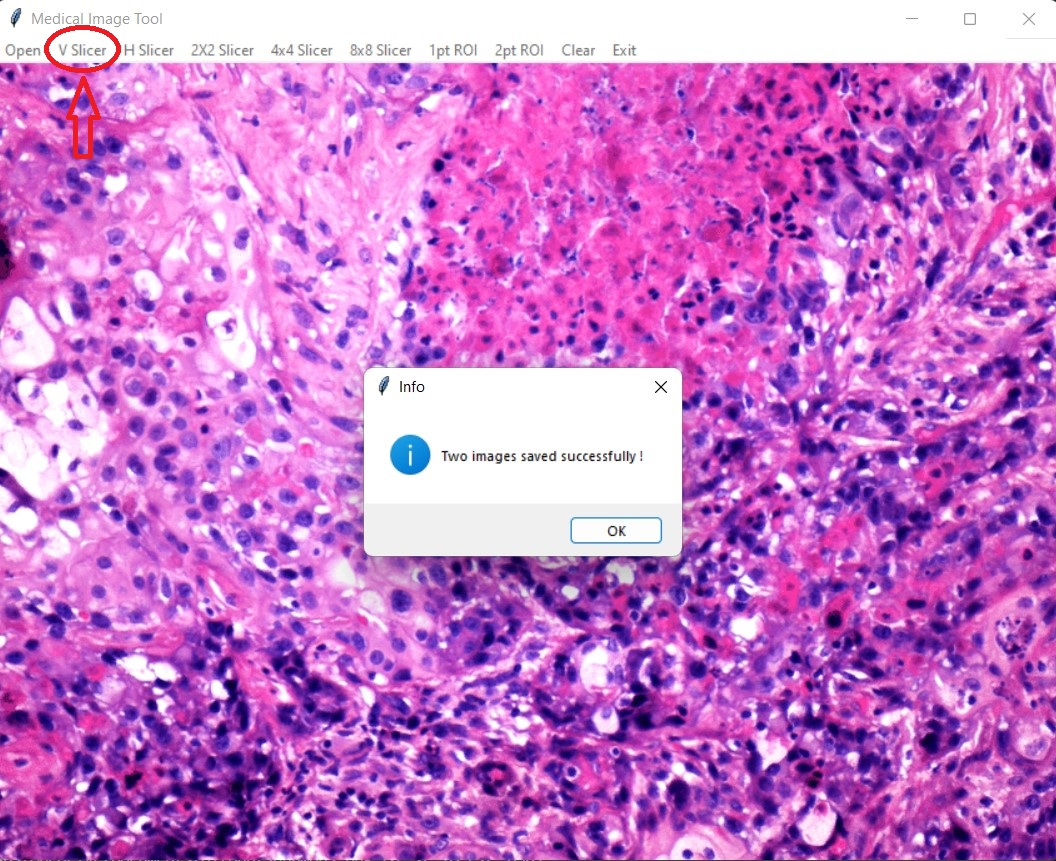 Medical Image Tool
Open V Slicer H Slicer 2X2 Slicer 4x4 Slicer 8x8 Slicer 1pt ROI 2pt ROI Clear Exit
Info
i Two images saved successfully !
OK